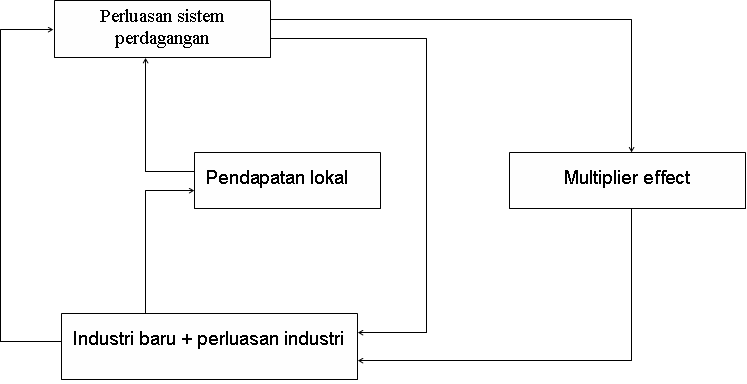 Perluasan sistem
perdagangan
Pendapatan lokal
Multiplier effect
Industri baru + perluasan industri